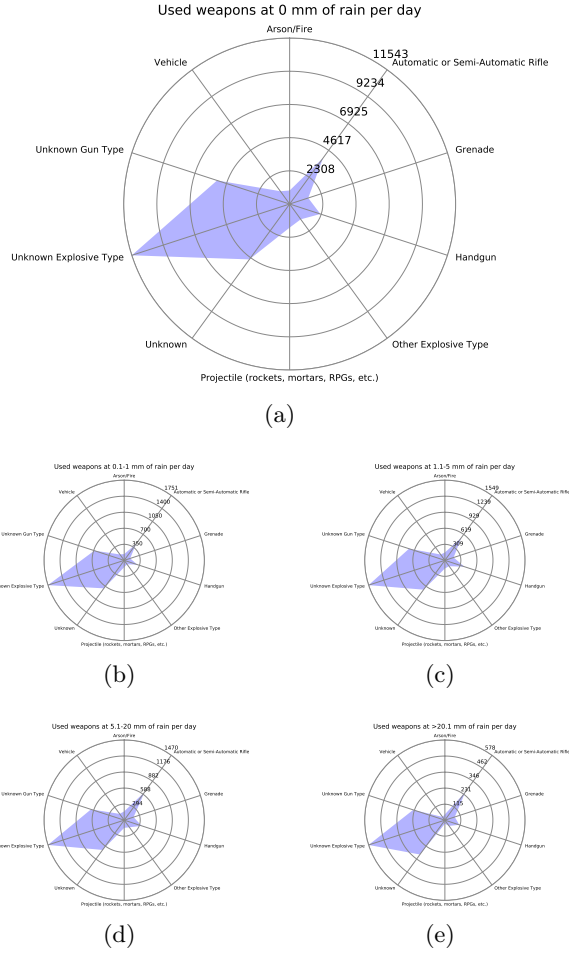 Used weapons at 0 mm of rain per day
Arson/Fire
11543
Vehicle
Automatic or Semi-Automatic Rifle
9234
6925
4617
Unknown Gun Type
Grenade
2308
Unknown Explosive Type
Handgun
Unknown
Other Explosive Type
Projectile (rockets, mortars, RPGs, etc.)
(a)
Used weapons at 0.1-1 mm of rain per day
Arson/Fire
1751
Vehicle
Automatic or Semi-Automatic Rifle
1400
1050
700
Unknown Gun Type
Grenade
350
nown Explosive Type
Handgun
Unknown
Other Explosive Type
Projectile (rockets, mortars, RPGs, etc.)
(b)
Used weapons at 1.1-5 mm of rain per day
Arson/Fire
1549
Vehicle
Automatic or Semi-Automatic Rifle
1239
929
619
Unknown Gun Type
Grenade
309
Unknown Explosive Type
Handgun
Unknown
Other Explosive Type
Projectile (rockets, mortars, RPGs, etc.)
(c)
Used weapons at 5.1-20 mm of rain per day
Arson/Fire
1470
Vehicle
Automatic or Semi-Automatic Rifle
1176
882
588
Unknown Gun Type
Grenade
294
nown Explosive Type
Handgun
Unknown
Other Explosive Type
Projectile (rockets, mortars, RPGs, etc.)
(d)
Used weapons at >20.1 mm of rain per day
Arson/Fire
578
Vehicle
Automatic or Semi-Automatic Rifle
462
346
231
Unknown Gun Type
Grenade
115
Unknown Explosive Type
Handgun
Unknown
Other Explosive Type
Projectile (rockets, mortars, RPGs, etc.)
(e)